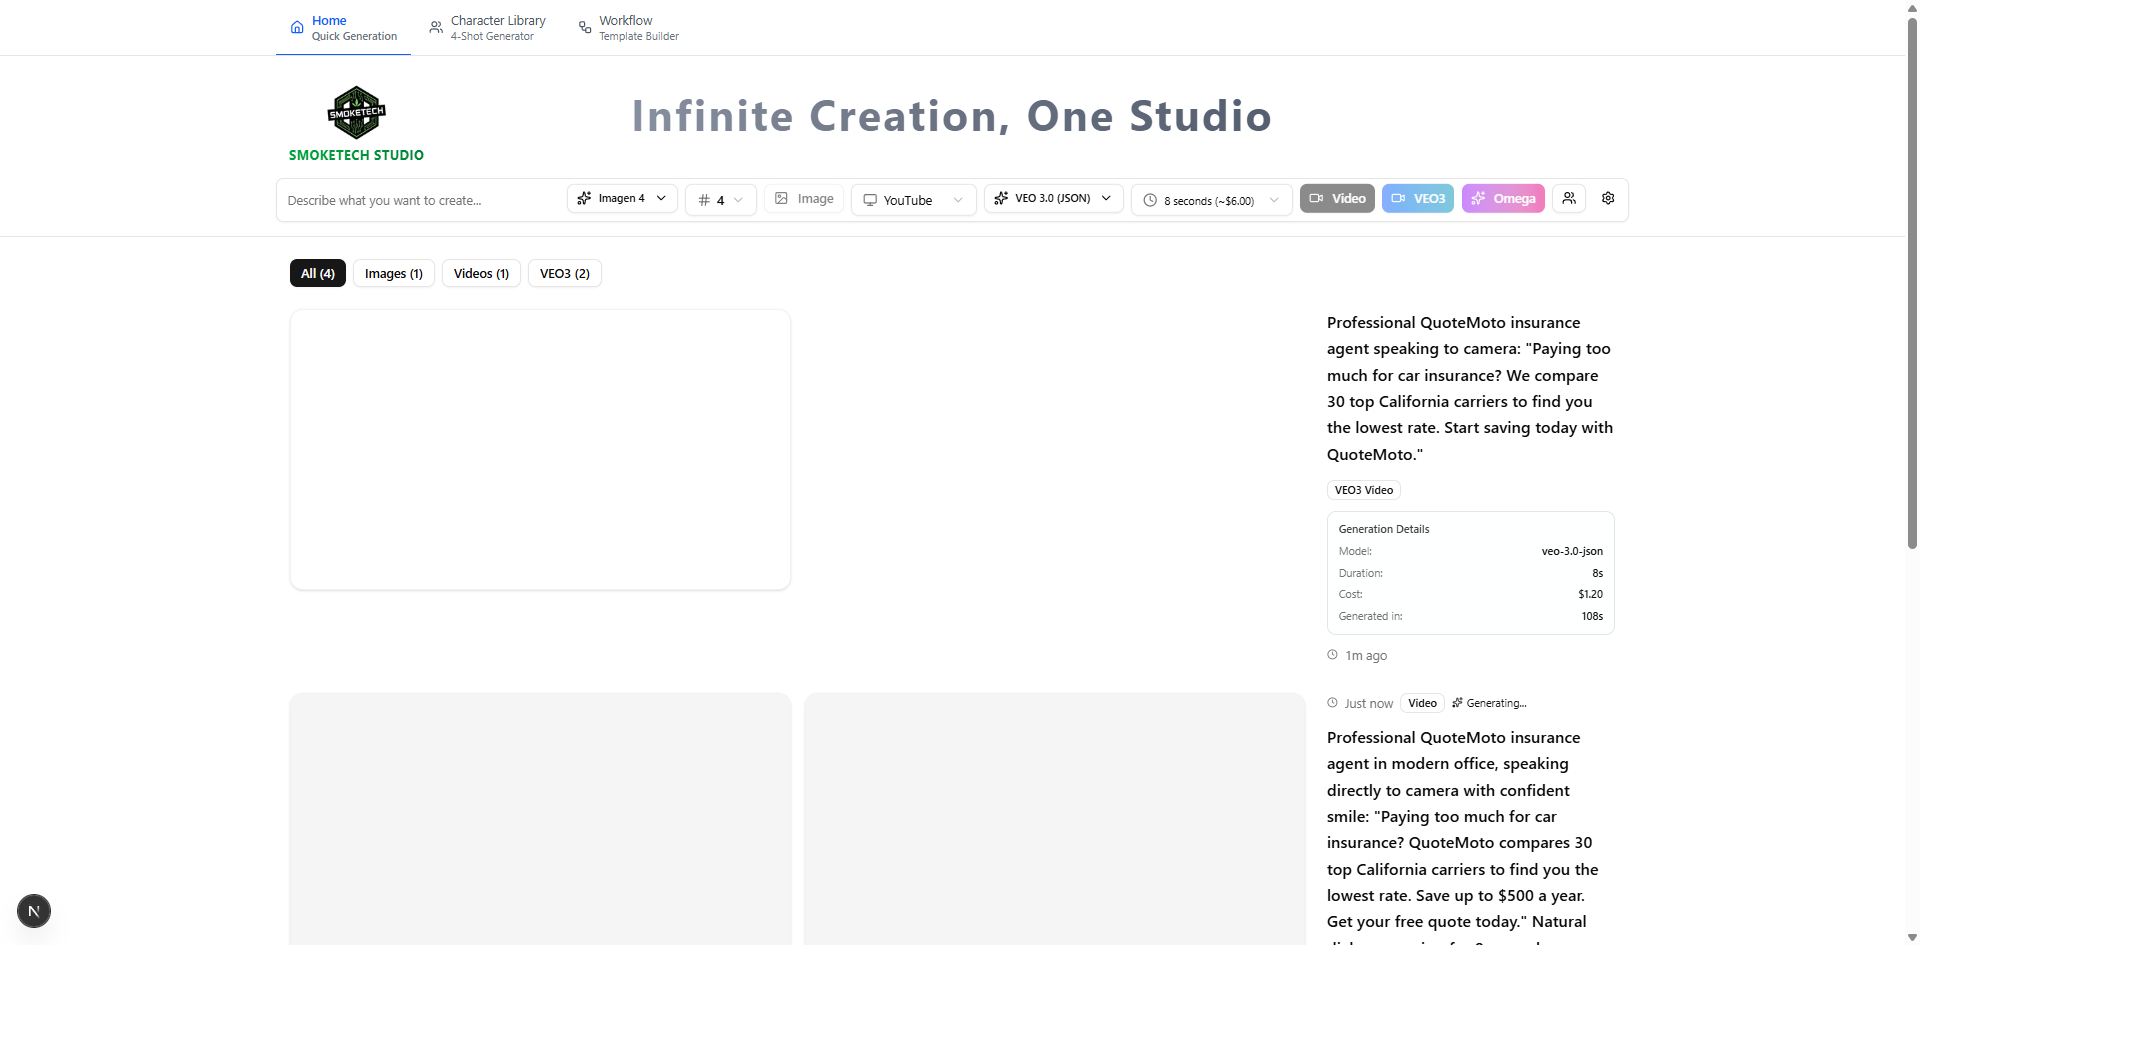 Home
Quick Generation
Character Library
4-Shot Generator
Workflow
Template Builder
SMOKETECH
SMOKETECH STUDIO
Infinite Creation, One Studio
Describe what you want to create...
Imagen 4
4
Image
YouTube
VEO 3.0 (JSON)
8 seconds (~$6.00)
Video
VEO3
Omega
All (4)
Images (1)
Videos (1)
VEO3 (2)
Professional QuoteMoto insurance
agent speaking to camera: "Paying too
much for car insurance? We compare
30 top California carriers to find you
the lowest rate. Start saving today with
QuoteMoto."
VEO3 Video
Generation Details
Model: veo-3.0-json
Duration: 8s
Cost: $1.20
Generated in: 108s
1m ago
Just now Video Generating...
Professional QuoteMoto insurance
agent in modern office, speaking
directly to camera with confident
smile: "Paying too much for car
insurance? QuoteMoto compares 30
top California carriers to find you the
lowest rate. Save up to $500 a year.
Get your free quote today." Natural
N